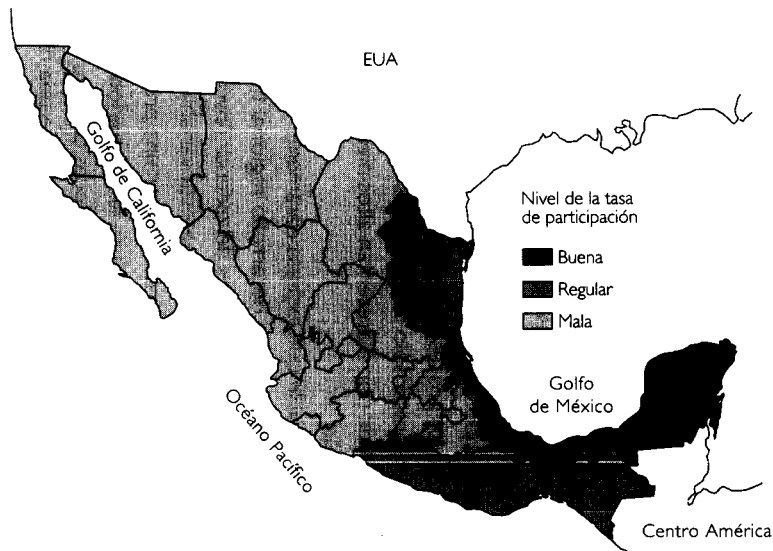 EUA
Golfo de California
Nivel de la tasa
de participación
Buena
Regular
Mala
Golfo
de México
Océano Pacífico
Centro América